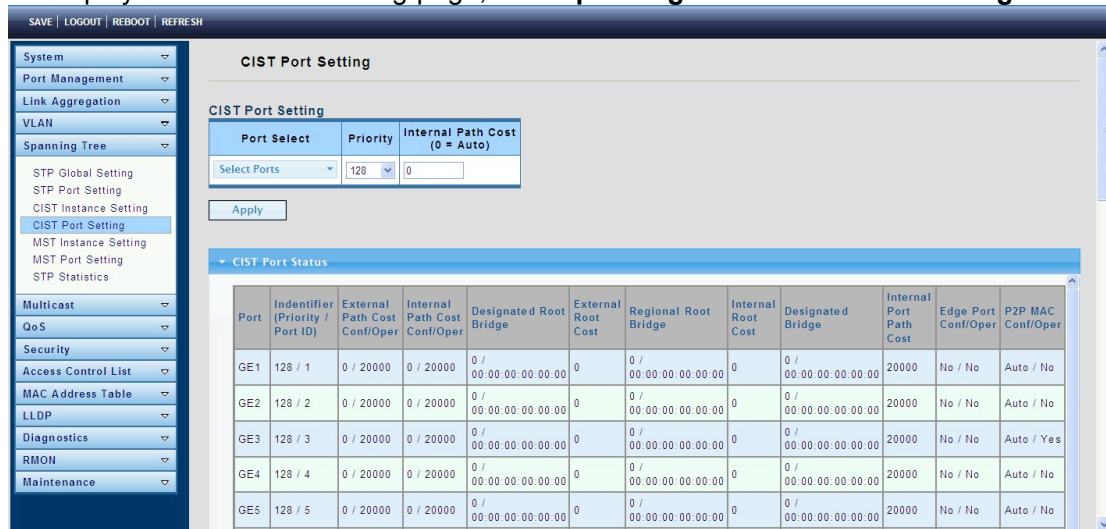 SAVE | LOGOUT | REBOOT | REFRESH
System
Port Management
Link Aggregation
VLAN
Spanning Tree
STP Global Setting
STP Port Setting
CIST Instance Setting
CIST Port Setting
MST Instance Setting
MST Port Setting
STP Statistics
Multicast
QoS
Security
Access Control List
MAC Address Table
LLDP
Diagnostics
RMON
Maintenance
CIST Port Setting
CIST Port Setting
Port Select Priority Internal Path Cost (0 = Auto)
Select Ports 128 0
Apply
CIST Port Status
Port Indentifier (Priority / Port ID) External Path Cost Conf/Oper Internal Path Cost Conf/Oper Designated Root Bridge External Root Cost Regional Root Bridge Internal Root Cost Designated Bridge Internal Port Path Cost Edge Port Conf/Oper P2P MAC Conf/Oper
GE1 128 / 1 0 / 20000 0 / 20000 0 / 00:00:00:00:00:00 0 0 / 00:00:00:00:00:00 0 0 / 00:00:00:00:00:00 20000 No / No Auto / No
GE2 128 / 2 0 / 20000 0 / 20000 0 / 00:00:00:00:00:00 0 0 / 00:00:00:00:00:00 0 0 / 00:00:00:00:00:00 20000 No / No Auto / No
GE3 128 / 3 0 / 20000 0 / 20000 0 / 00:00:00:00:00:00 0 0 / 00:00:00:00:00:00 0 0 / 00:00:00:00:00:00 20000 No / No Auto / Yes
GE4 128 / 4 0 / 20000 0 / 20000 0 / 00:00:00:00:00:00 0 0 / 00:00:00:00:00:00 0 0 / 00:00:00:00:00:00 20000 No / No Auto / No
GE5 128 / 5 0 / 20000 0 / 20000 0 / 00:00:00:00:00:00 0 0 / 00:00:00:00:00:00 0 0 / 00:00:00:00:00:00 20000 No / No Auto / No